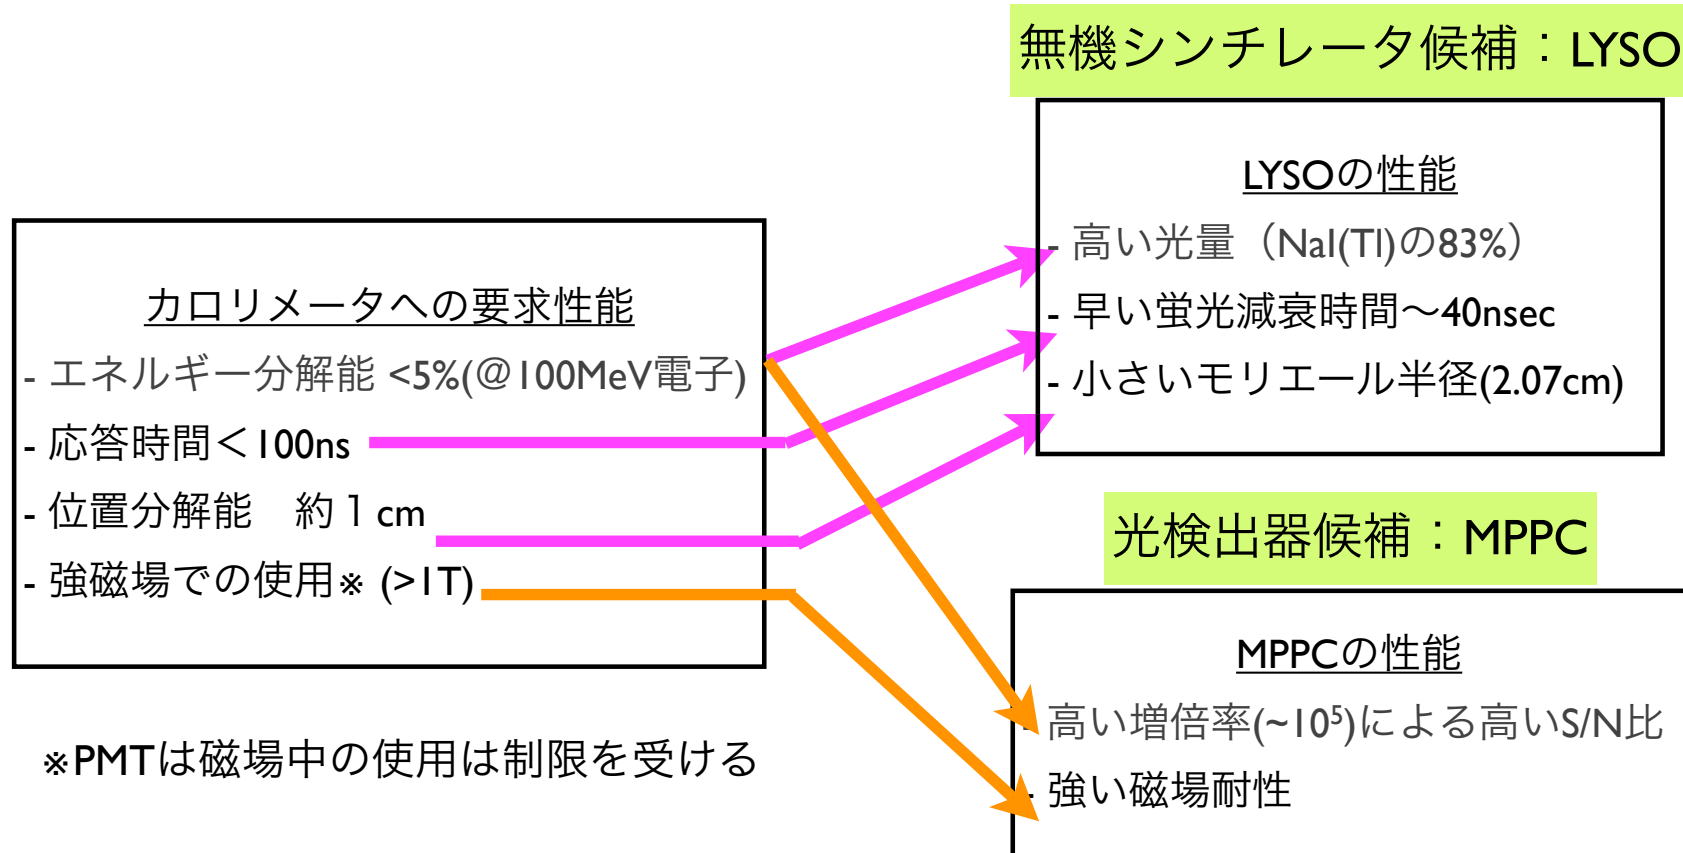 無機シンチレータ候補：LYSO
LYSOの性能
- 高い光量（NaI(Tl)の83%）
- 早い蛍光減衰時間〜40nsec
- 小さいモリエール半径(2.07cm)
カロリメータへの要求性能
- エネルギー分解能 <5%(@100MeV電子)
- 応答時間＜100ns
- 位置分解能　約１cm
- 強磁場での使用※ (>1T)
※PMTは磁場中の使用は制限を受ける
光検出器候補：MPPC
MPPCの性能
- 高い増倍率(~10⁵)による高いS/N比
- 強い磁場耐性